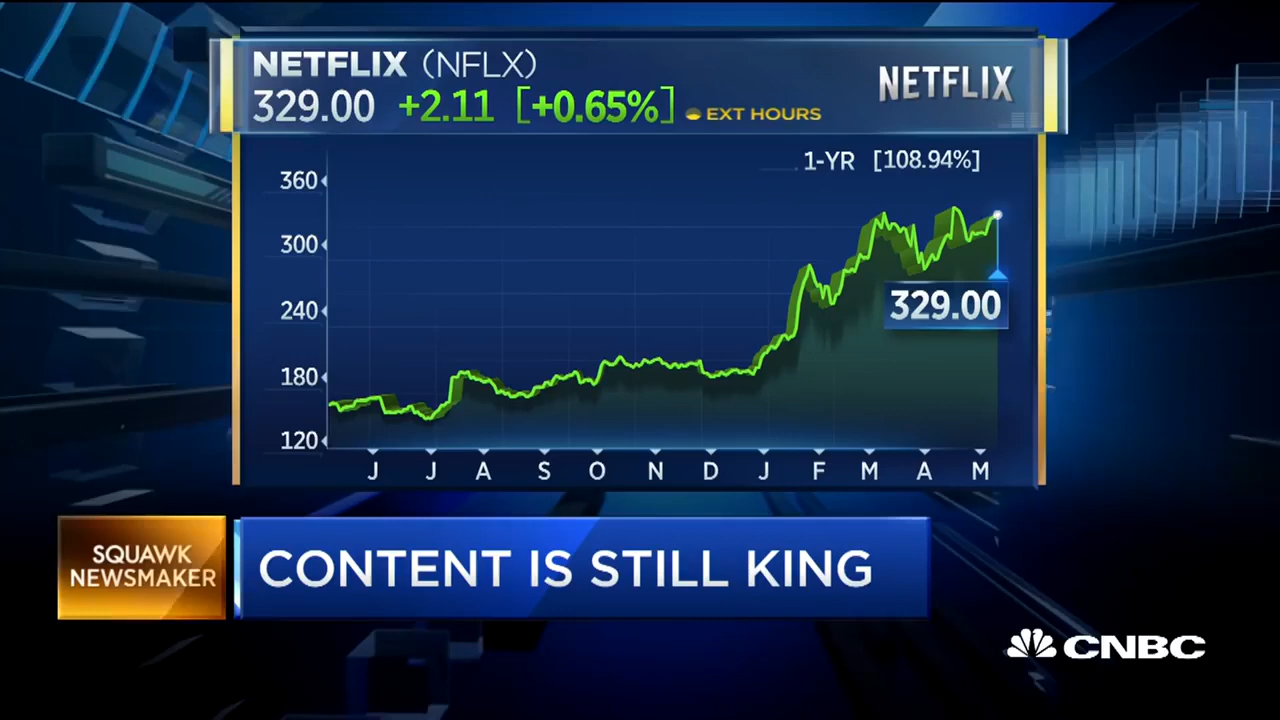 NETFLIX (NFLX)
329.00 +2.11 [+0.65%] EXT HOURS
NETFLIX
1-YR [108.94%]
360
300
240
180
120
329.00
J J A S O N D J F M A M
SQUAWK
NEWSMAKER
CONTENT IS STILL KING
CNBC